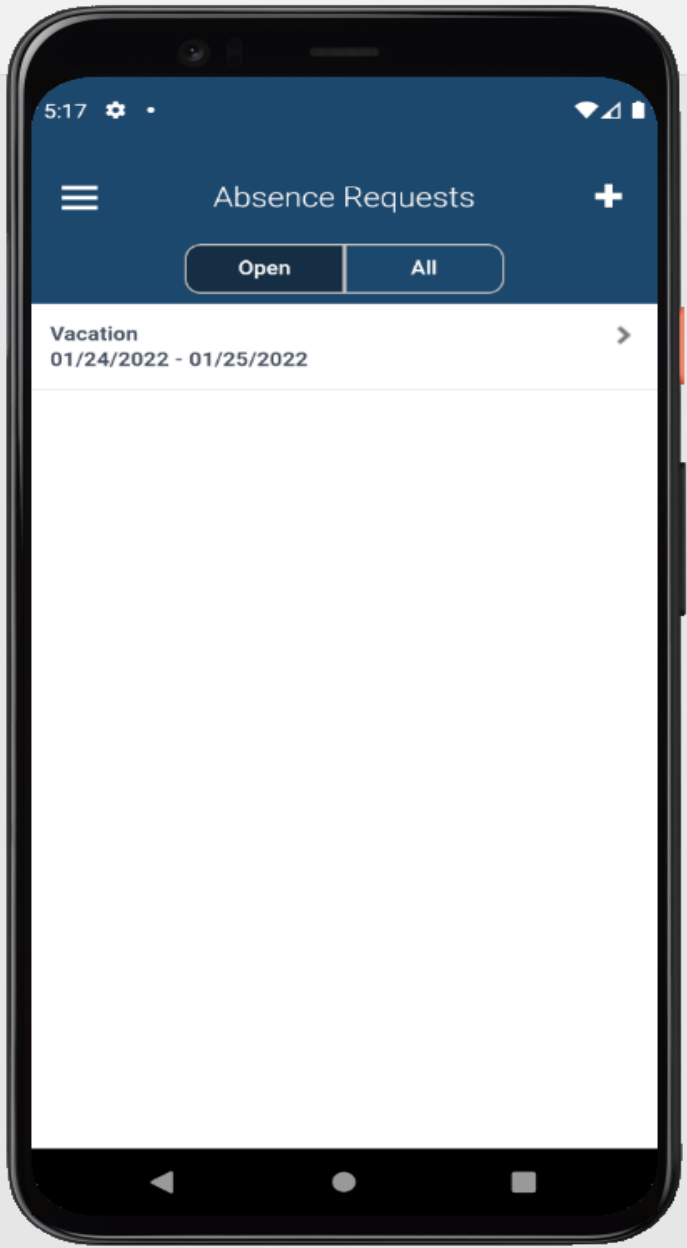 5:17
Absence Requests
Open
All
Vacation
01/24/2022 - 01/25/2022